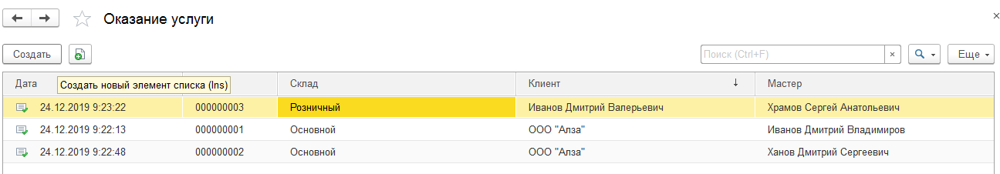 Оказание услуги
Создать Поиск (Ctrl+F) × Еще
Дата Склад Клиент ↓ Мастер
Создать новый элемент списка (Ins)
24.12.2019 9:23:22 000000003 Розничный Иванов Дмитрий Валерьевич Храмов Сергей Анатольевич
24.12.2019 9:22:13 000000001 Основной ООО "Алза" Иванов Дмитрий Владимиров
24.12.2019 9:22:48 000000002 Основной ООО "Алза" Ханов Дмитрий Сергеевич